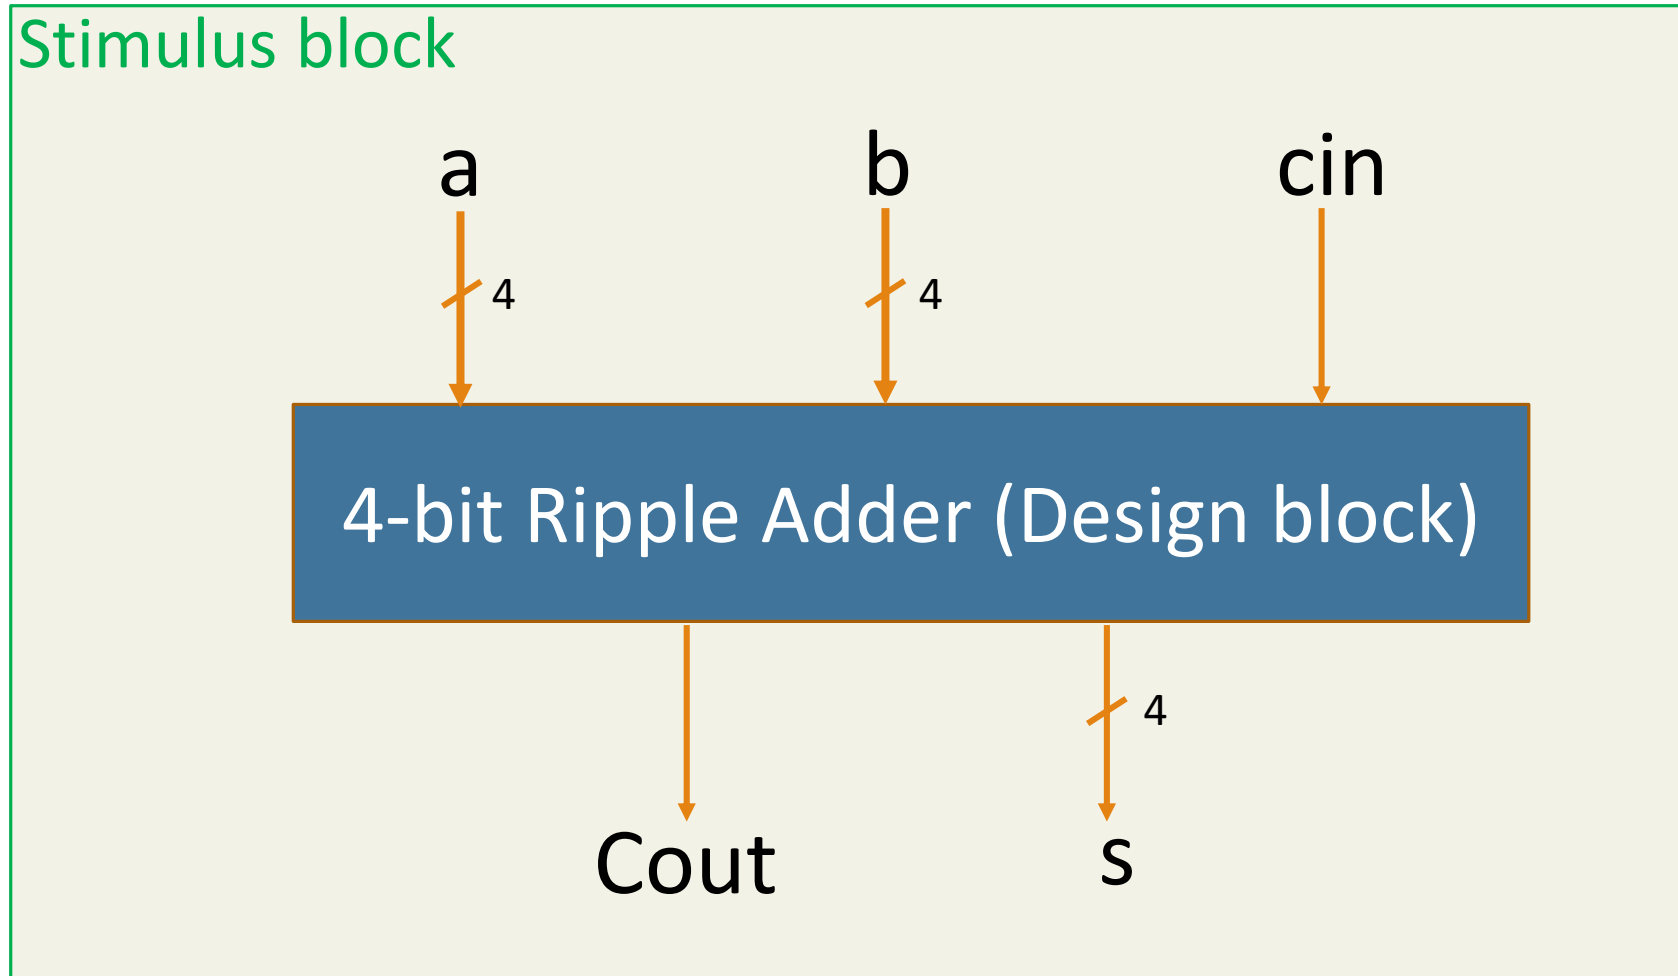 Stimulus block
a
b
cin
4
4
4-bit Ripple Adder (Design block)
4
Cout
s